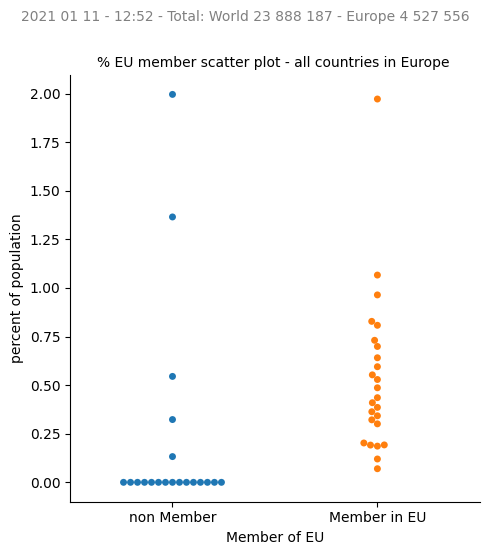 2021 01 11 - 12:52 - Total: World 23 888 187 - Europe 4 527 556
% EU member scatter plot - all countries in Europe
2.00
1.75
1.50
1.25
1.00
0.75
0.50
0.25
0.00
percent of population
non Member
Member in EU
Member of EU